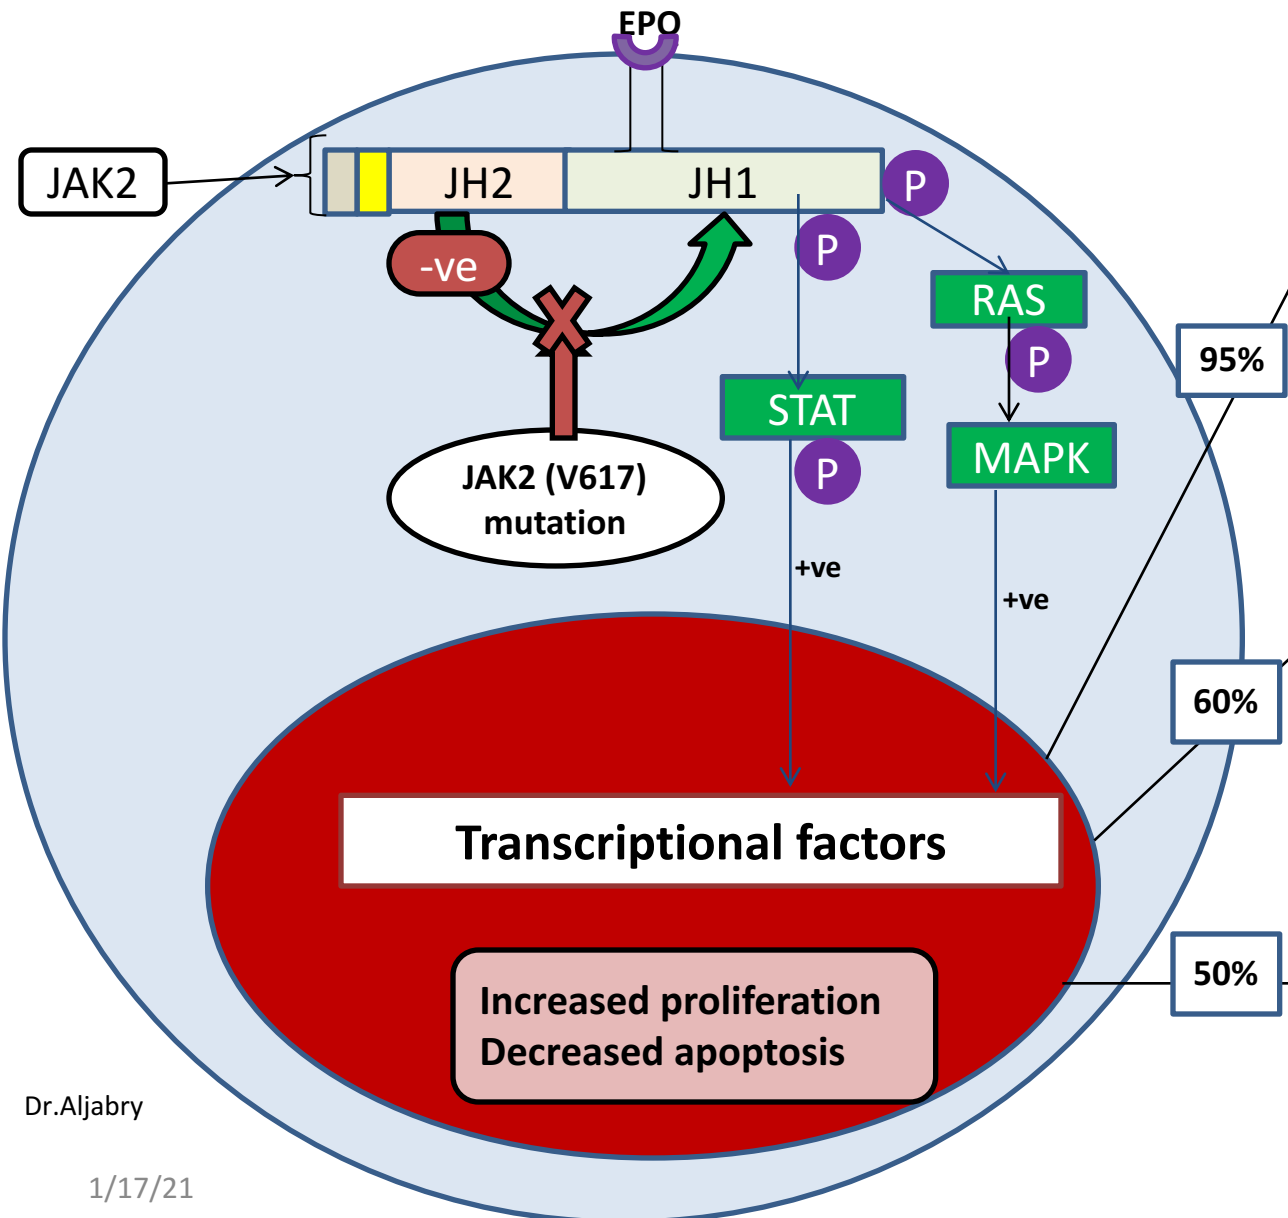 EPO
JAK2
JH2
JH1
P
P
-ve
RAS
P
95%
STAT
MAPK
P
JAK2 (V617)
mutation
+ve
+ve
60%
Transcriptional factors
50%
Increased proliferation
Decreased apoptosis
Dr.Aljabry
1/17/21